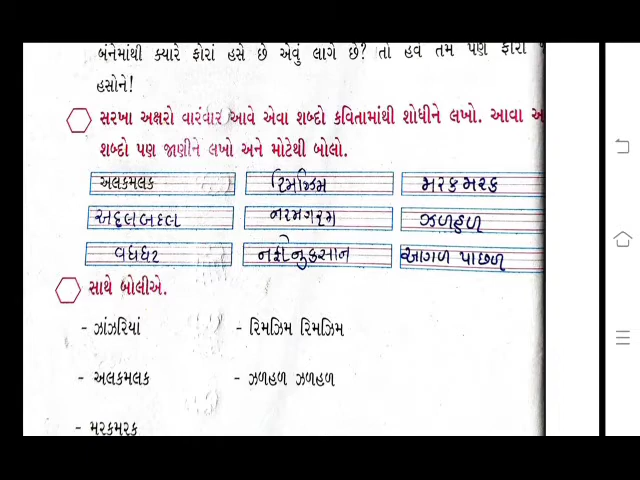 બંનેમાંથી ક્યારે ફોરાં હસે છે એવું લાગે છે? તો હવે તમે પણ ફોરાં
હસોને!
સરખા અક્ષરો વારંવાર આવે એવા શબ્દો કવિતામાંથી શોધીને લખો. આવા
શબ્દો પણ જાણીને લખો અને મોટેથી બોલો.
અલકમલક રિમઝિમ મરકમરક
અદલબદલ નરમગરમ ઝળહળ
વધઘટ નફોનુકસાન આગળ પાછળ
સાથે બોલીએ.
- ઝાંઝરિયાં - રિમઝિમ રિમઝિમ
- અલકમલક - ઝળહળ ઝળહળ
- મરકમરક